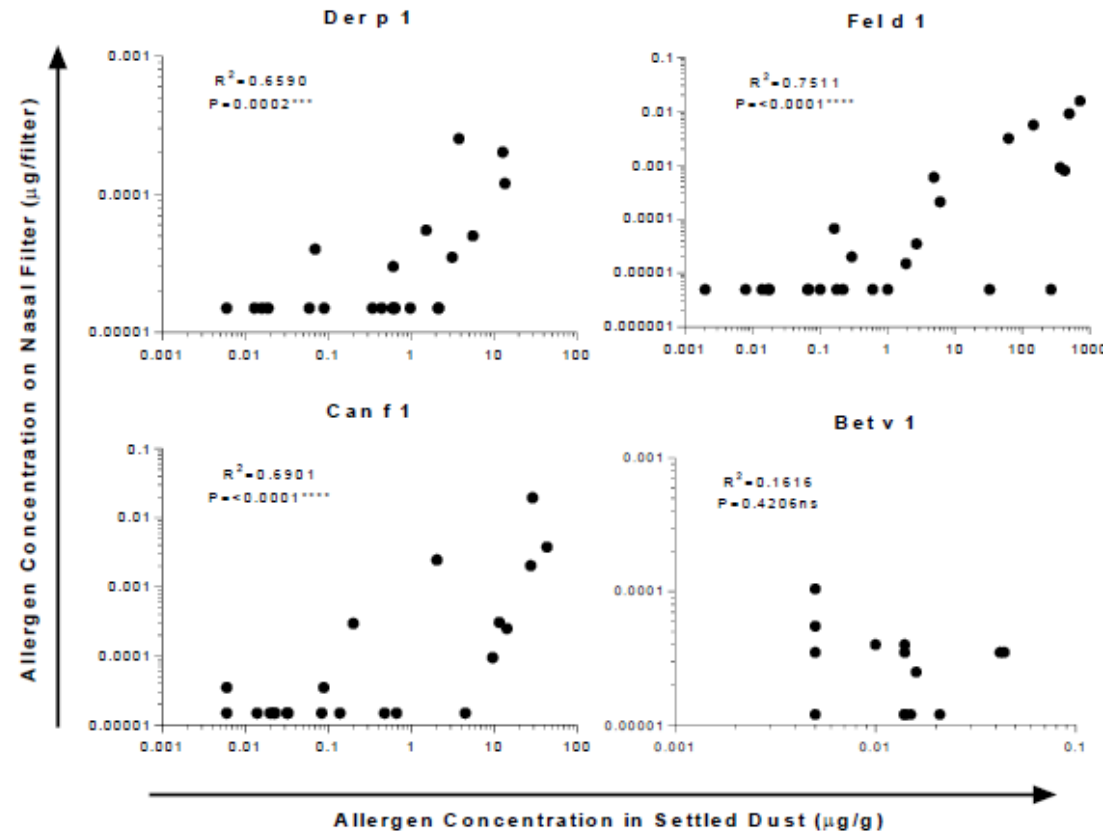 Der p 1
0.001
0.0001
0.00001
R²=0.6590
P=0.0002***
0.001 0.01 0.1 1 10 100
Fel d 1
0.1
0.01
0.001
0.0001
0.00001
0.000001
R²=0.7511
P=<0.0001****
0.001 0.01 0.1 1 10 100 1000
Can f 1
0.1
0.01
0.001
0.0001
0.00001
R²=0.6901
P=<0.0001****
0.001 0.01 0.1 1 10 100
Bet v 1
0.001
0.0001
0.00001
R²=0.1616
P=0.4206ns
0.001 0.01 0.1
Allergen Concentration on Nasal Filter (µg/filter)
Allergen Concentration in Settled Dust (µg/g)